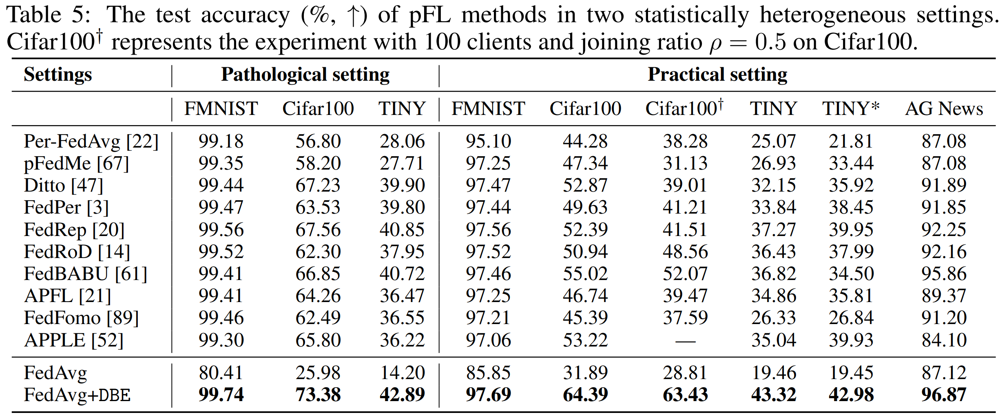 Table 5: The test accuracy (%, ↑) of pFL methods in two statistically heterogeneous settings.
Cifar100† represents the experiment with 100 clients and joining ratio ρ = 0.5 on Cifar100.
Settings Pathological setting Practical setting
FMNIST Cifar100 TINY FMNIST Cifar100 Cifar100† TINY TINY* AG News
Per-FedAvg [22] 99.18 56.80 28.06 95.10 44.28 38.28 25.07 21.81 87.08
pFedMe [67] 99.35 58.20 27.71 97.25 47.34 31.13 26.93 33.44 87.08
Ditto [47] 99.44 67.23 39.90 97.47 52.87 39.01 32.15 35.92 91.89
FedPer [3] 99.47 63.53 39.80 97.44 49.63 41.21 33.84 38.45 91.85
FedRep [20] 99.56 67.56 40.85 97.56 52.39 41.51 37.27 39.95 92.25
FedRoD [14] 99.52 62.30 37.95 97.52 50.94 48.56 36.43 37.99 92.16
FedBABU [61] 99.41 66.85 40.72 97.46 55.02 52.07 36.82 34.50 95.86
APFL [21] 99.41 64.26 36.47 97.25 46.74 39.47 34.86 35.81 89.37
FedFomo [89] 99.46 62.49 36.55 97.21 45.39 37.59 26.33 26.84 91.20
APPLE [52] 99.30 65.80 36.22 97.06 53.22 — 35.04 39.93 84.10
FedAvg 80.41 25.98 14.20 85.85 31.89 28.81 19.46 19.45 87.12
FedAvg+DBE 99.74 73.38 42.89 97.69 64.39 63.43 43.32 42.98 96.87